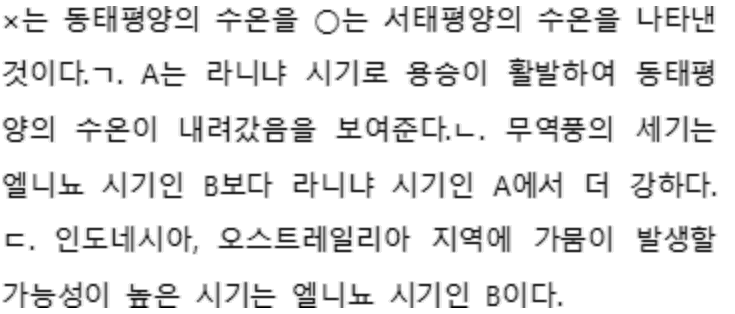 ×는 동태평양의 수온을 ○는 서태평양의 수온을 나타낸
것이다.ㄱ. A는 라니냐 시기로 용승이 활발하여 동태평
양의 수온이 내려갔음을 보여준다.ㄴ. 무역풍의 세기는
엘니뇨 시기인 B보다 라니냐 시기인 A에서 더 강하다.
ㄷ. 인도네시아, 오스트레일리아 지역에 가뭄이 발생할
가능성이 높은 시기는 엘니뇨 시기인 B이다.